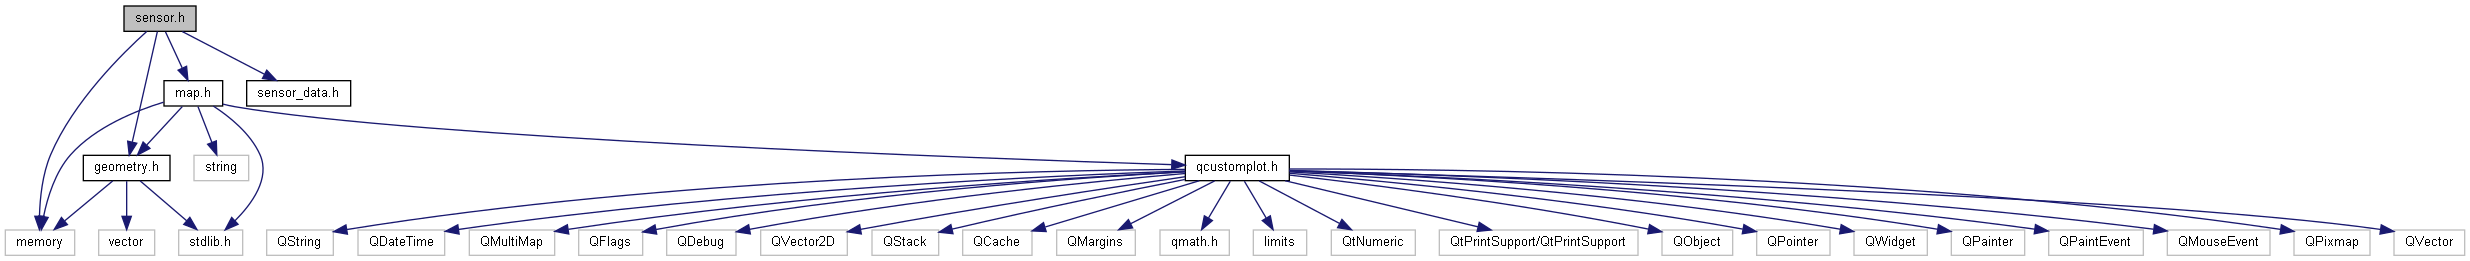 sensor.h
map.h
sensor_data.h
geometry.h
string
qcustomplot.h
memory
vector
stdlib.h
QString
QDateTime
QMultiMap
QFlags
QDebug
QVector2D
QStack
QCache
QMargins
qmath.h
limits
QtNumeric
QtPrintSupport/QtPrintSupport
QObject
QPointer
QWidget
QPainter
QPaintEvent
QMouseEvent
QPixmap
QVector